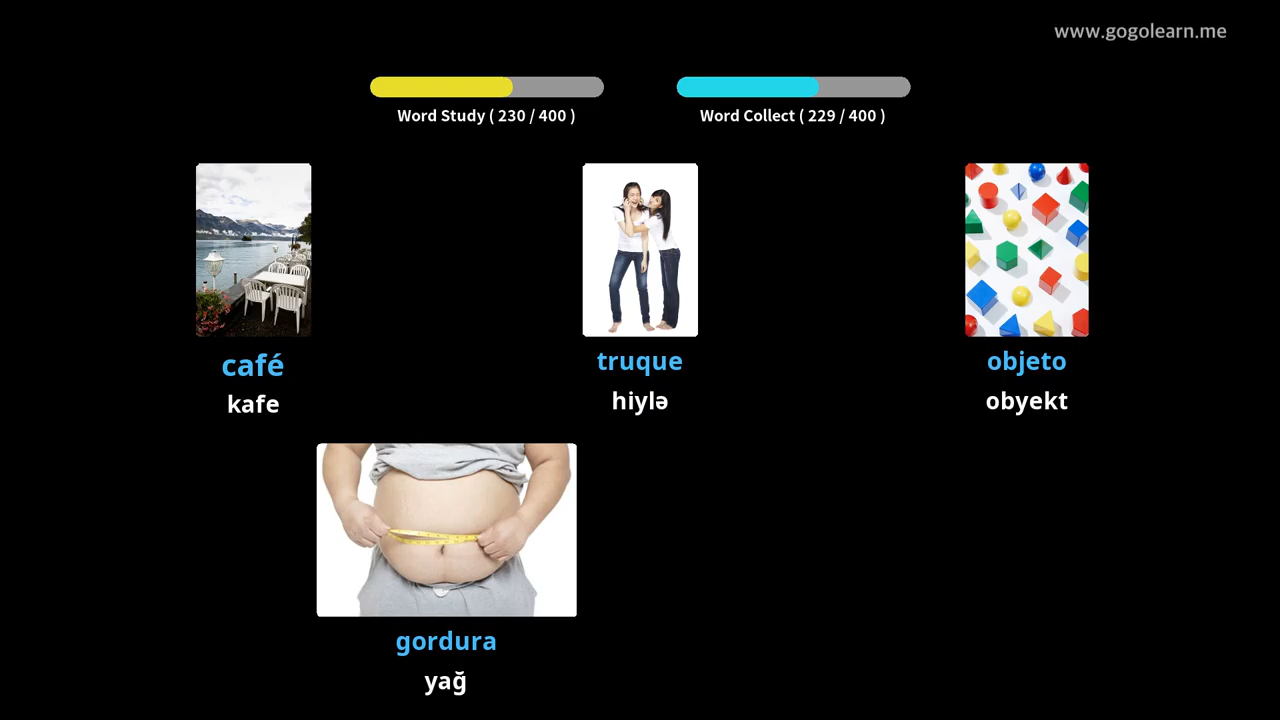 www.gogolearn.me
Word Study ( 230 / 400 )
Word Collect ( 229 / 400 )
café
kafe
truque
hiylə
objeto
obyekt
gordura
yağ